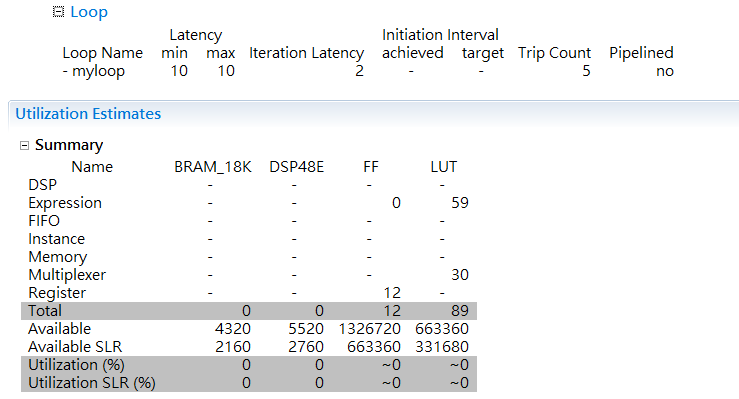 Loop
Latency Initiation Interval
Loop Name min max Iteration Latency achieved target Trip Count Pipelined
- myloop 10 10 2 - - 5 no
Utilization Estimates
Summary
Name BRAM_18K DSP48E FF LUT
DSP - - - -
Expression - - 0 59
FIFO - - - -
Instance - - - -
Memory - - - -
Multiplexer - - - 30
Register - - 12 -
Total 0 0 12 89
Available 4320 5520 1326720 663360
Available SLR 2160 2760 663360 331680
Utilization (%) 0 0 ~0 ~0
Utilization SLR (%) 0 0 ~0 ~0